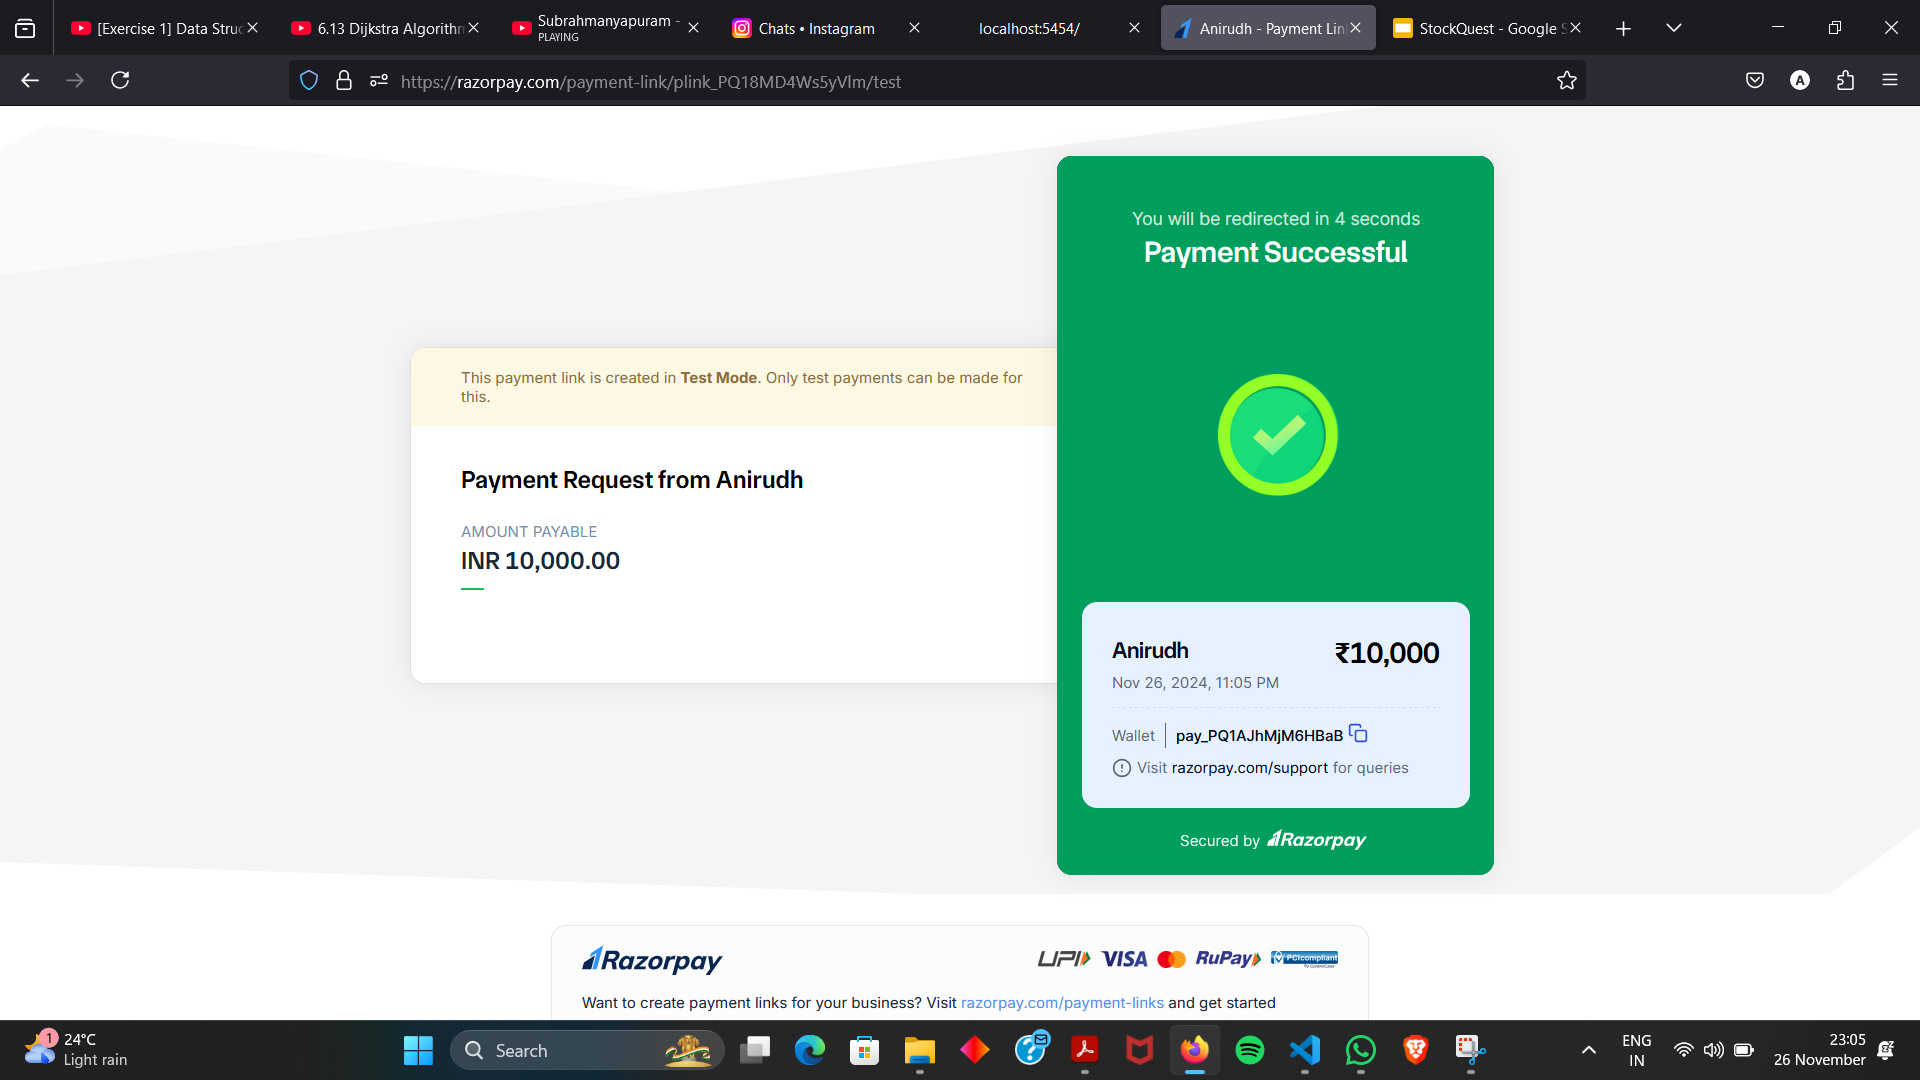 [Exercise 1] Data Struc
6.13 Dijkstra Algorithm
Subrahmanyapuram -
PLAYING
Chats • Instagram
localhost:5454/
Anirudh - Payment Lin
StockQuest - Google S
https://razorpay.com/payment-link/plink_PQ18MD4Ws5yVlm/test
A
You will be redirected in 4 seconds
Payment Successful
This payment link is created in Test Mode. Only test payments can be made for
this.
Payment Request from Anirudh
AMOUNT PAYABLE
INR 10,000.00
Anirudh
₹10,000
Nov 26, 2024, 11:05 PM
Wallet
pay_PQ1AJhMjM6HBaB
Visit razorpay.com/support for queries
Secured by Razorpay
Razorpay
UPI
VISA
RuPay
PCI compliant
Want to create payment links for your business? Visit razorpay.com/payment-links and get started
1
24°C
Light rain
Search
ENG
IN
23:05
26 November